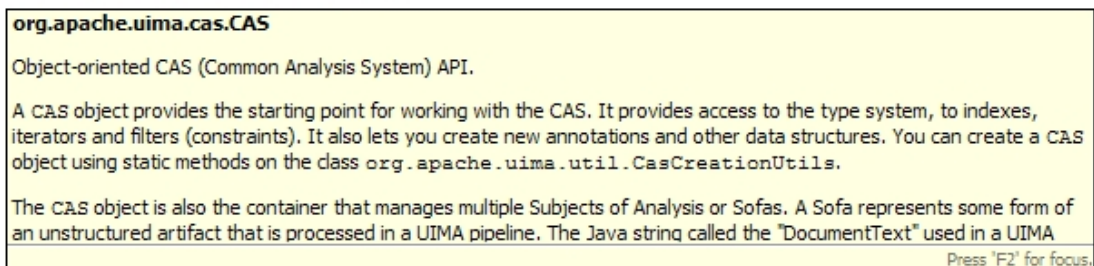 org.apache.uima.cas.CAS
Object-oriented CAS (Common Analysis System) API.
A CAS object provides the starting point for working with the CAS. It provides access to the type system, to indexes,
iterators and filters (constraints). It also lets you create new annotations and other data structures. You can create a CAS
object using static methods on the class org.apache.uima.util.CasCreationUtils.
The CAS object is also the container that manages multiple Subjects of Analysis or Sofas. A Sofa represents some form of
an unstructured artifact that is processed in a UIMA pipeline. The Java string called the "DocumentText" used in a UIMA
Press 'F2' for focus.